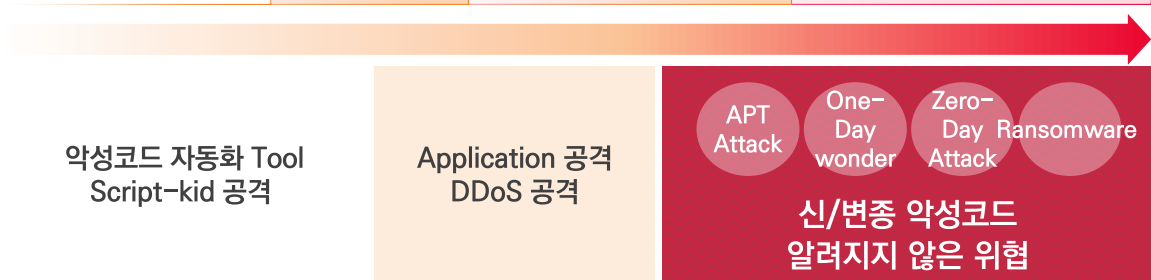 악성코드 자동화 Tool
Script-kid 공격
Application 공격
DDoS 공격
APT
Attack
One-
Day
wonder
Zero-
Day
Attack
Ransomware
신/변종 악성코드
알려지지 않은 위협